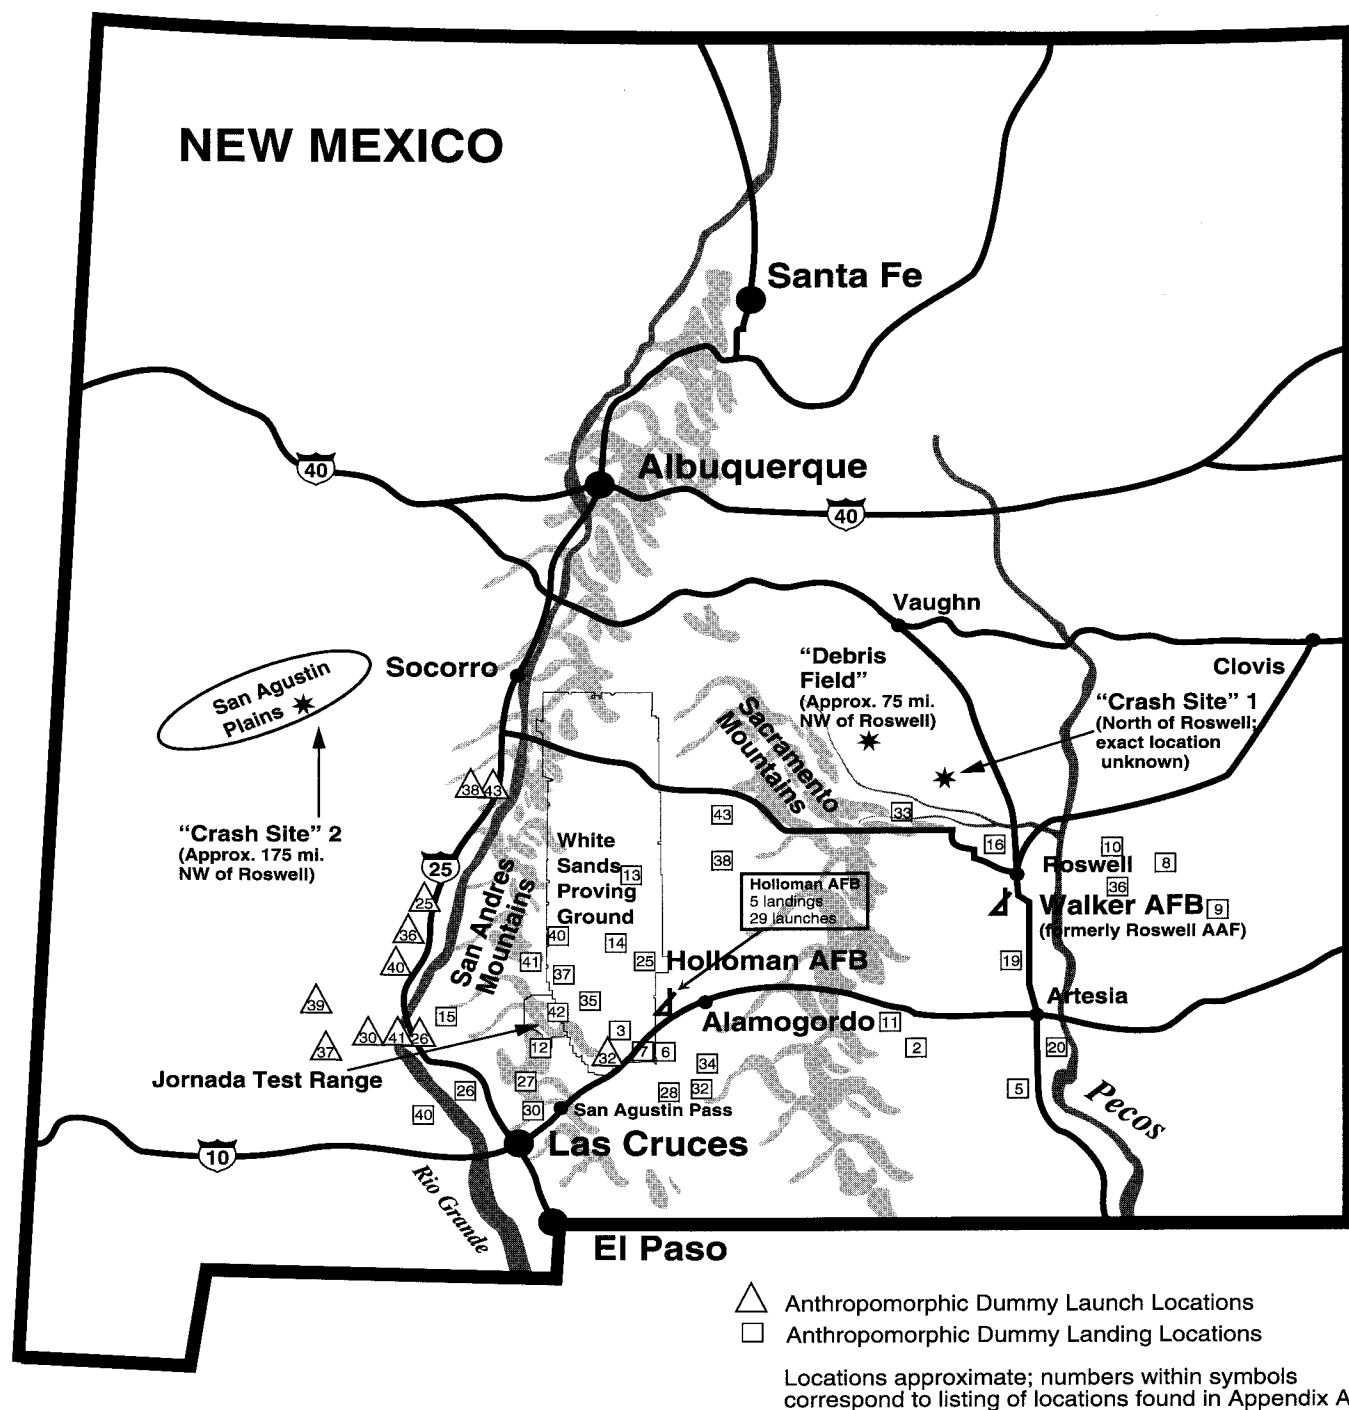 NEW MEXICO
Santa Fe
Albuquerque
40
40
Vaughn
Clovis
Socorro
San Agustin
Plains
"Debris
Field"
(Approx. 75 mi.
NW of Roswell)
"Crash Site" 1
(North of Roswell;
exact location
unknown)
Sacramento
Mountains
"Crash Site" 2
(Approx. 175 mi.
NW of Roswell)
38
43
25
White
Sands
Proving
Ground
13
43
38
33
16
10
8
Roswell
36
Walker AFB
9
(formerly Roswell AAF)
Holloman AFB
5 landings
29 launches
San Andres
Mountains
25
36
40
39
37
30
41
26
15
40
41
37
42
14
25
35
3
32
7
6
12
Holloman AFB
Alamogordo
19
Artesia
11
2
20
5
34
32
28
Jornada Test Range
27
26
40
30
San Agustin Pass
Las Cruces
10
Rio Grande
Pecos
El Paso
Anthropomorphic Dummy Launch Locations
Anthropomorphic Dummy Landing Locations
Locations approximate; numbers within symbols
correspond to listing of locations found in Appendix A